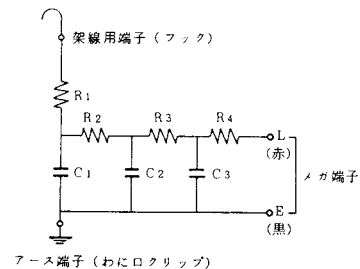 架線用端子(フック)
R1
R2
R3
R4
L
(赤)
C1
C2
C3
メガ端子
E
(黒)
アース端子(わに口クリップ)